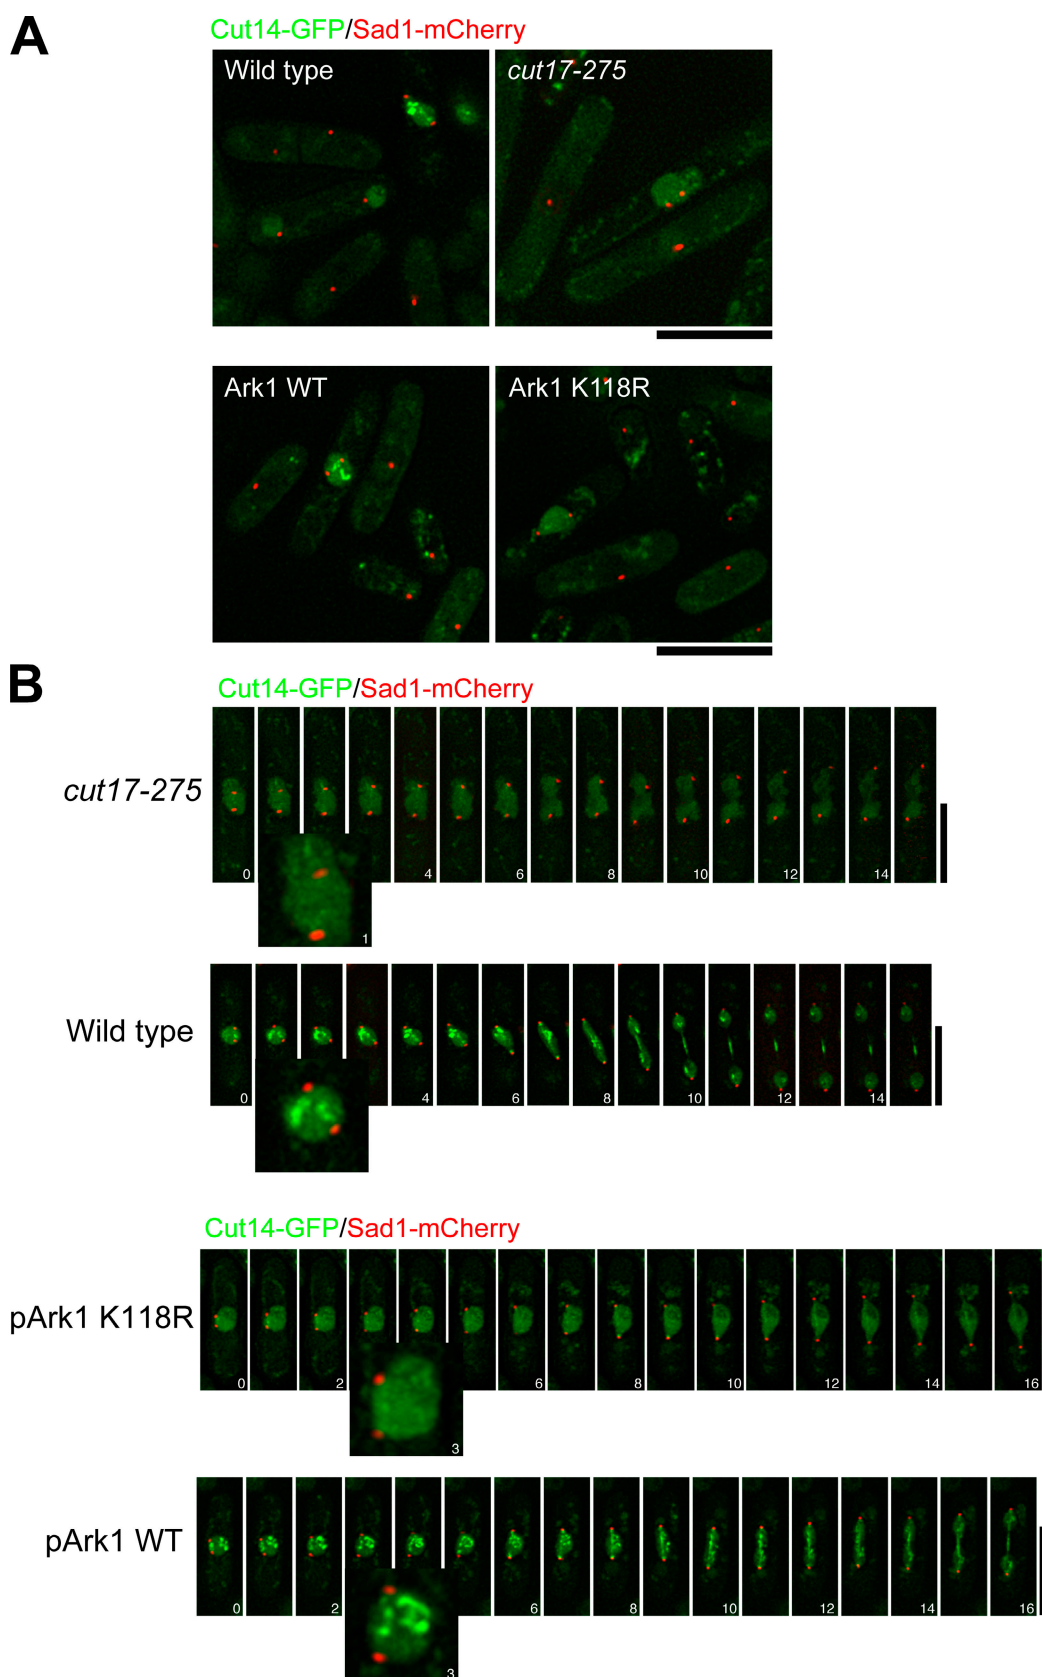 A
Cut14-GFP/Sad1-mCherry
Wild type
cut17-275
Ark1 WT
Ark1 K118R
B
Cut14-GFP/Sad1-mCherry
cut17-275
0 4 6 8 10 12 14
1
Wild type
0 4 6 8 10 12 14
Cut14-GFP/Sad1-mCherry
pArk1 K118R
0 2 6 8 10 12 14 16
3
pArk1 WT
0 2 6 8 10 12 14 16
3